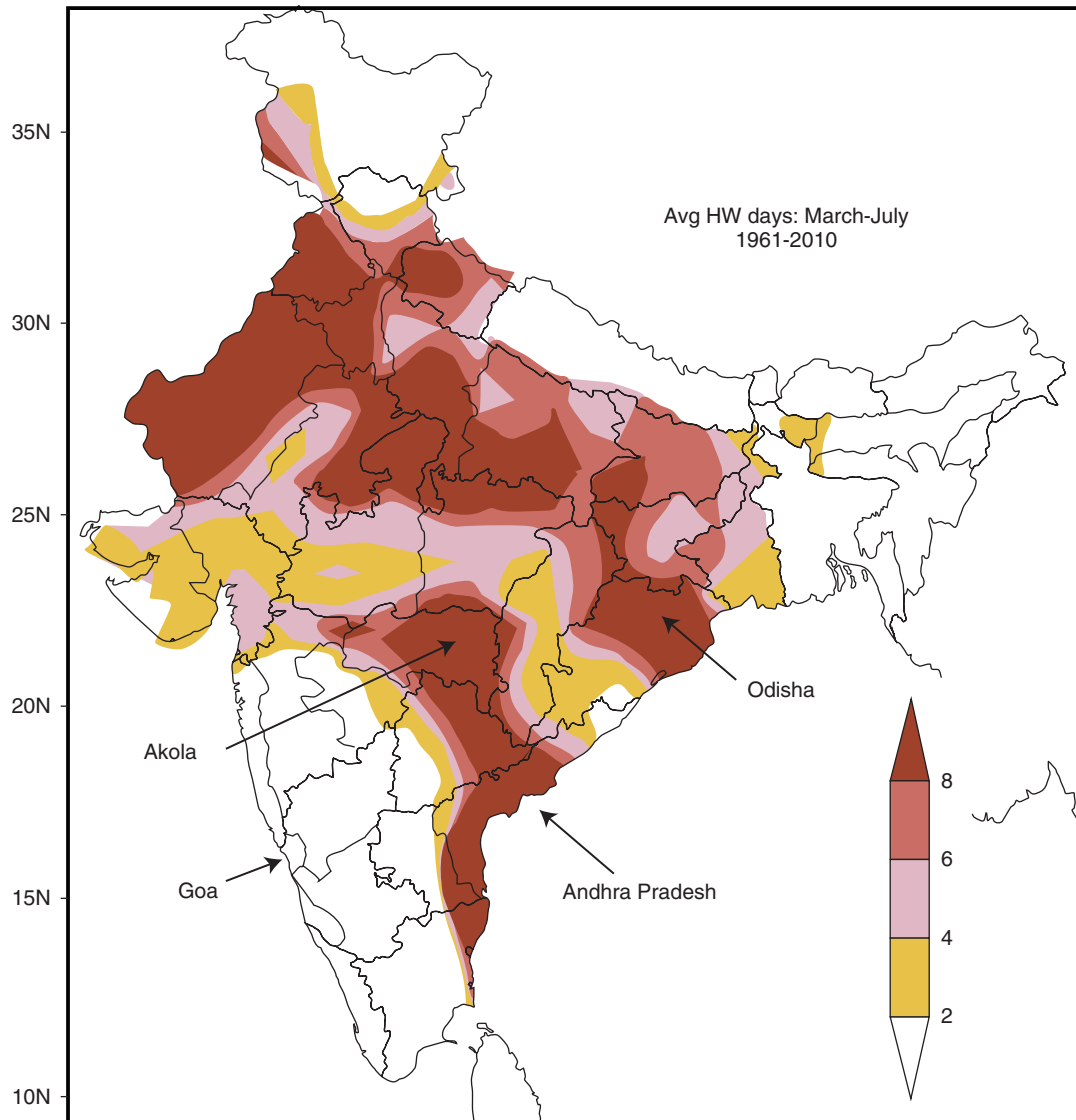 35N
Avg HW days: March-July
1961-2010
30N
25N
Odisha
20N
Akola
8
6
Goa
Andhra Pradesh
15N
4
2
10N